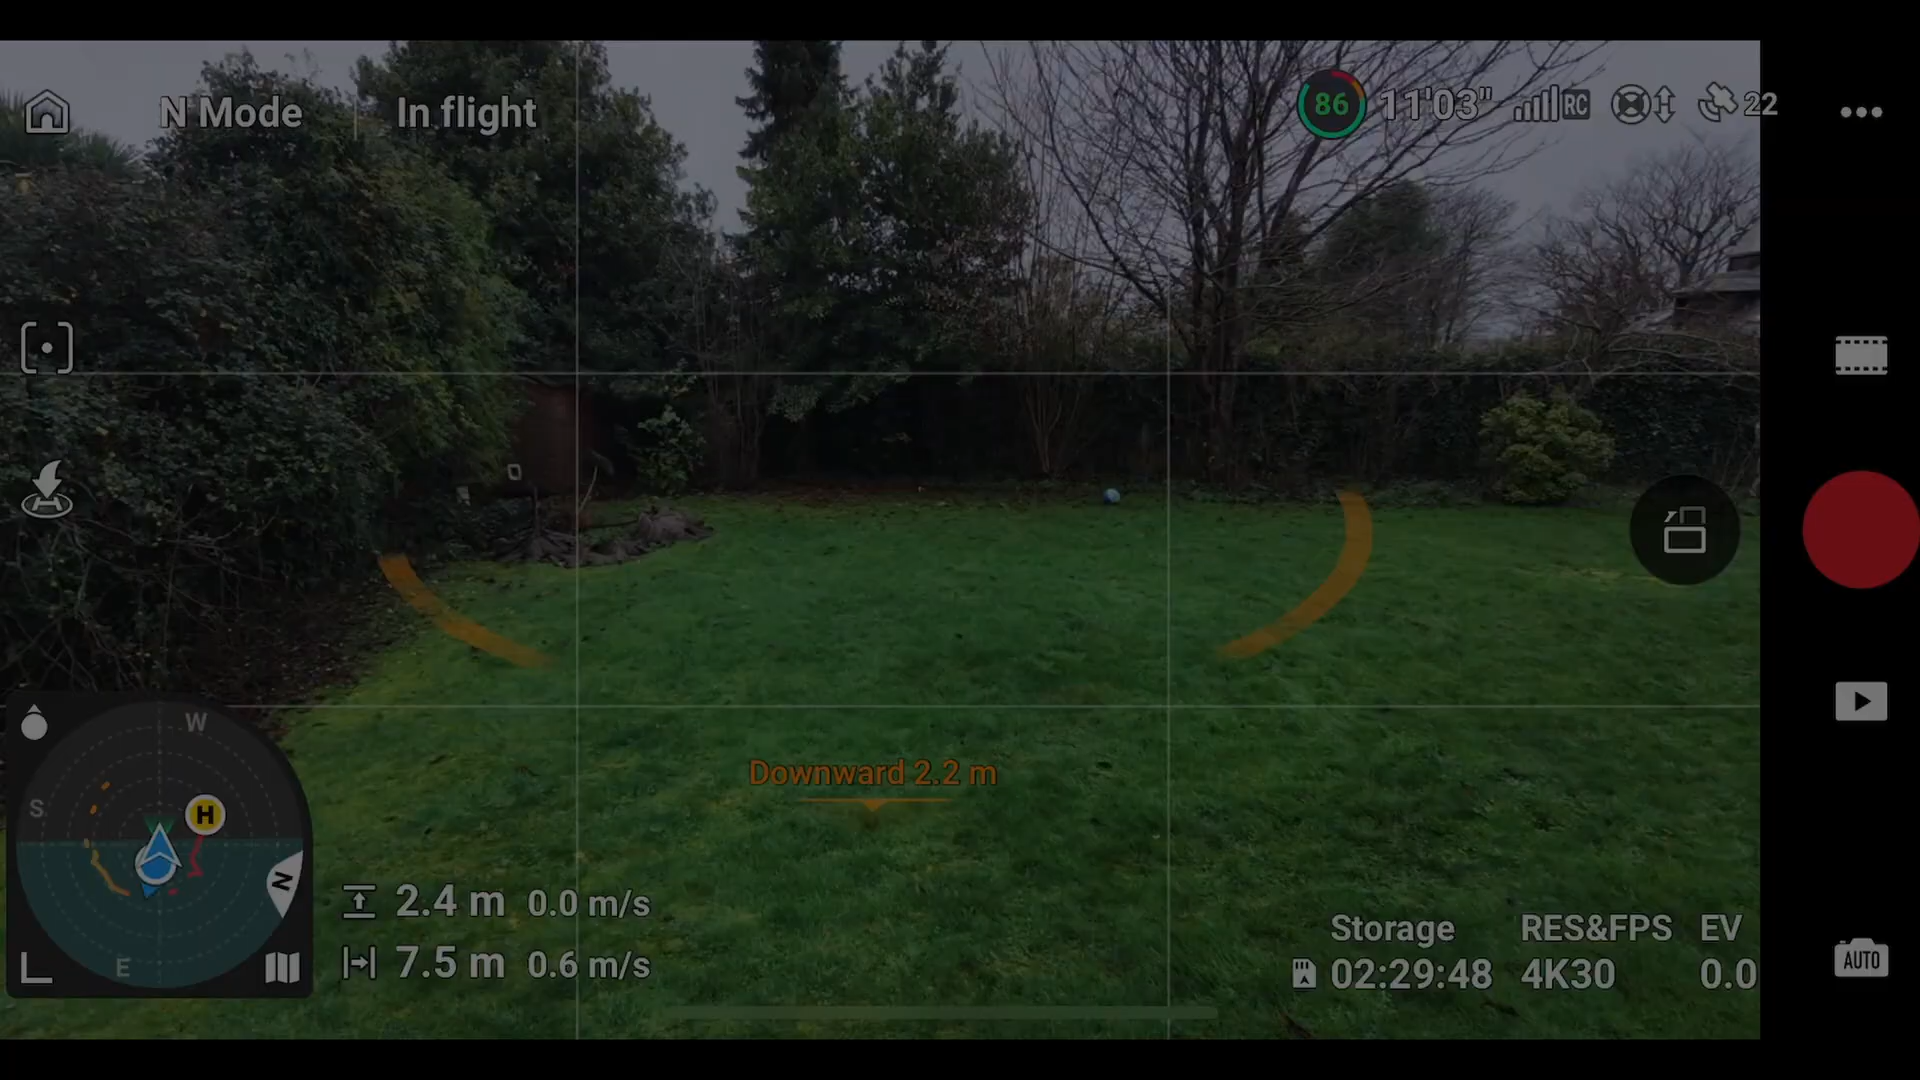 N Mode
In flight
86
11'03"
RC
22
Downward 2.2 m
W
S
H
N
E
2.4 m 0.0 m/s
7.5 m 0.6 m/s
Storage RES&FPS EV
02:29:48 4K30 0.0
AUTO